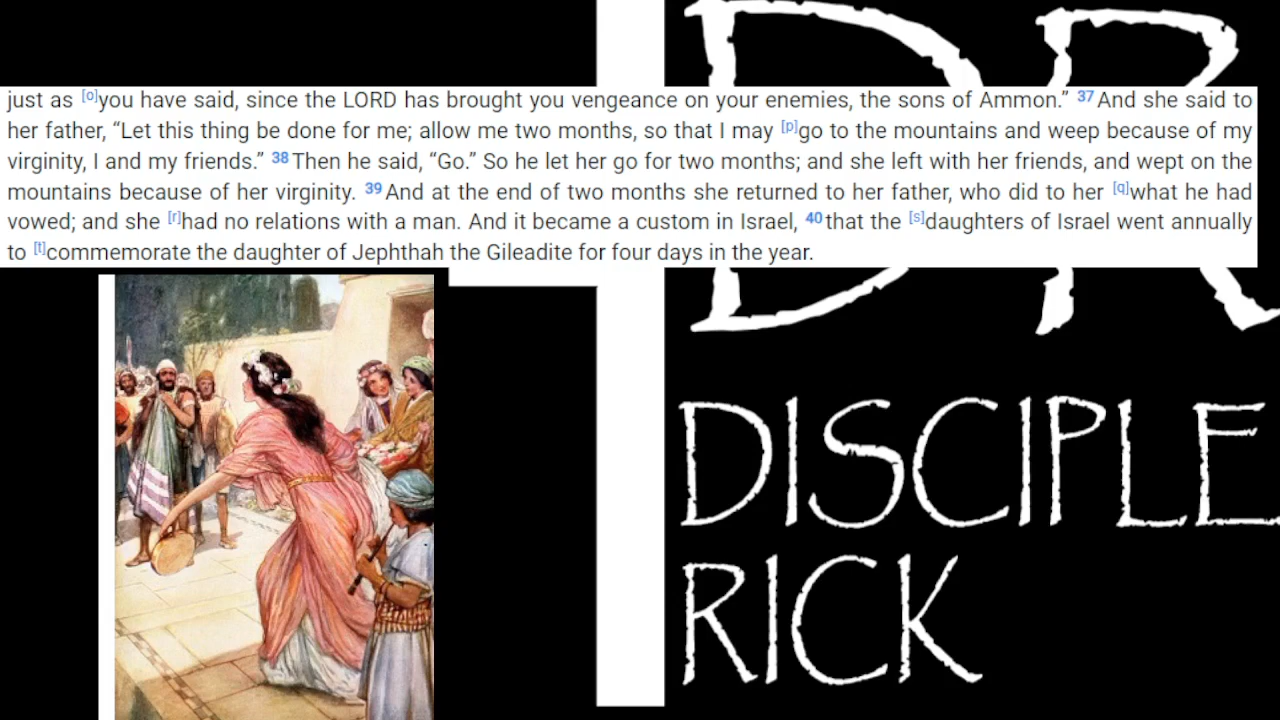 DR
just as [o]you have said, since the LORD has brought you vengeance on your enemies, the sons of Ammon.” 37 And she said to
her father, “Let this thing be done for me; allow me two months, so that I may [p]go to the mountains and weep because of my
virginity, I and my friends.” 38 Then he said, “Go.” So he let her go for two months; and she left with her friends, and wept on the
mountains because of her virginity. 39 And at the end of two months she returned to her father, who did to her [q]what he had
vowed; and she [r]had no relations with a man. And it became a custom in Israel, 40 that the [s]daughters of Israel went annually
to [t]commemorate the daughter of Jephthah the Gileadite for four days in the year.
DISCIPLE
RICK